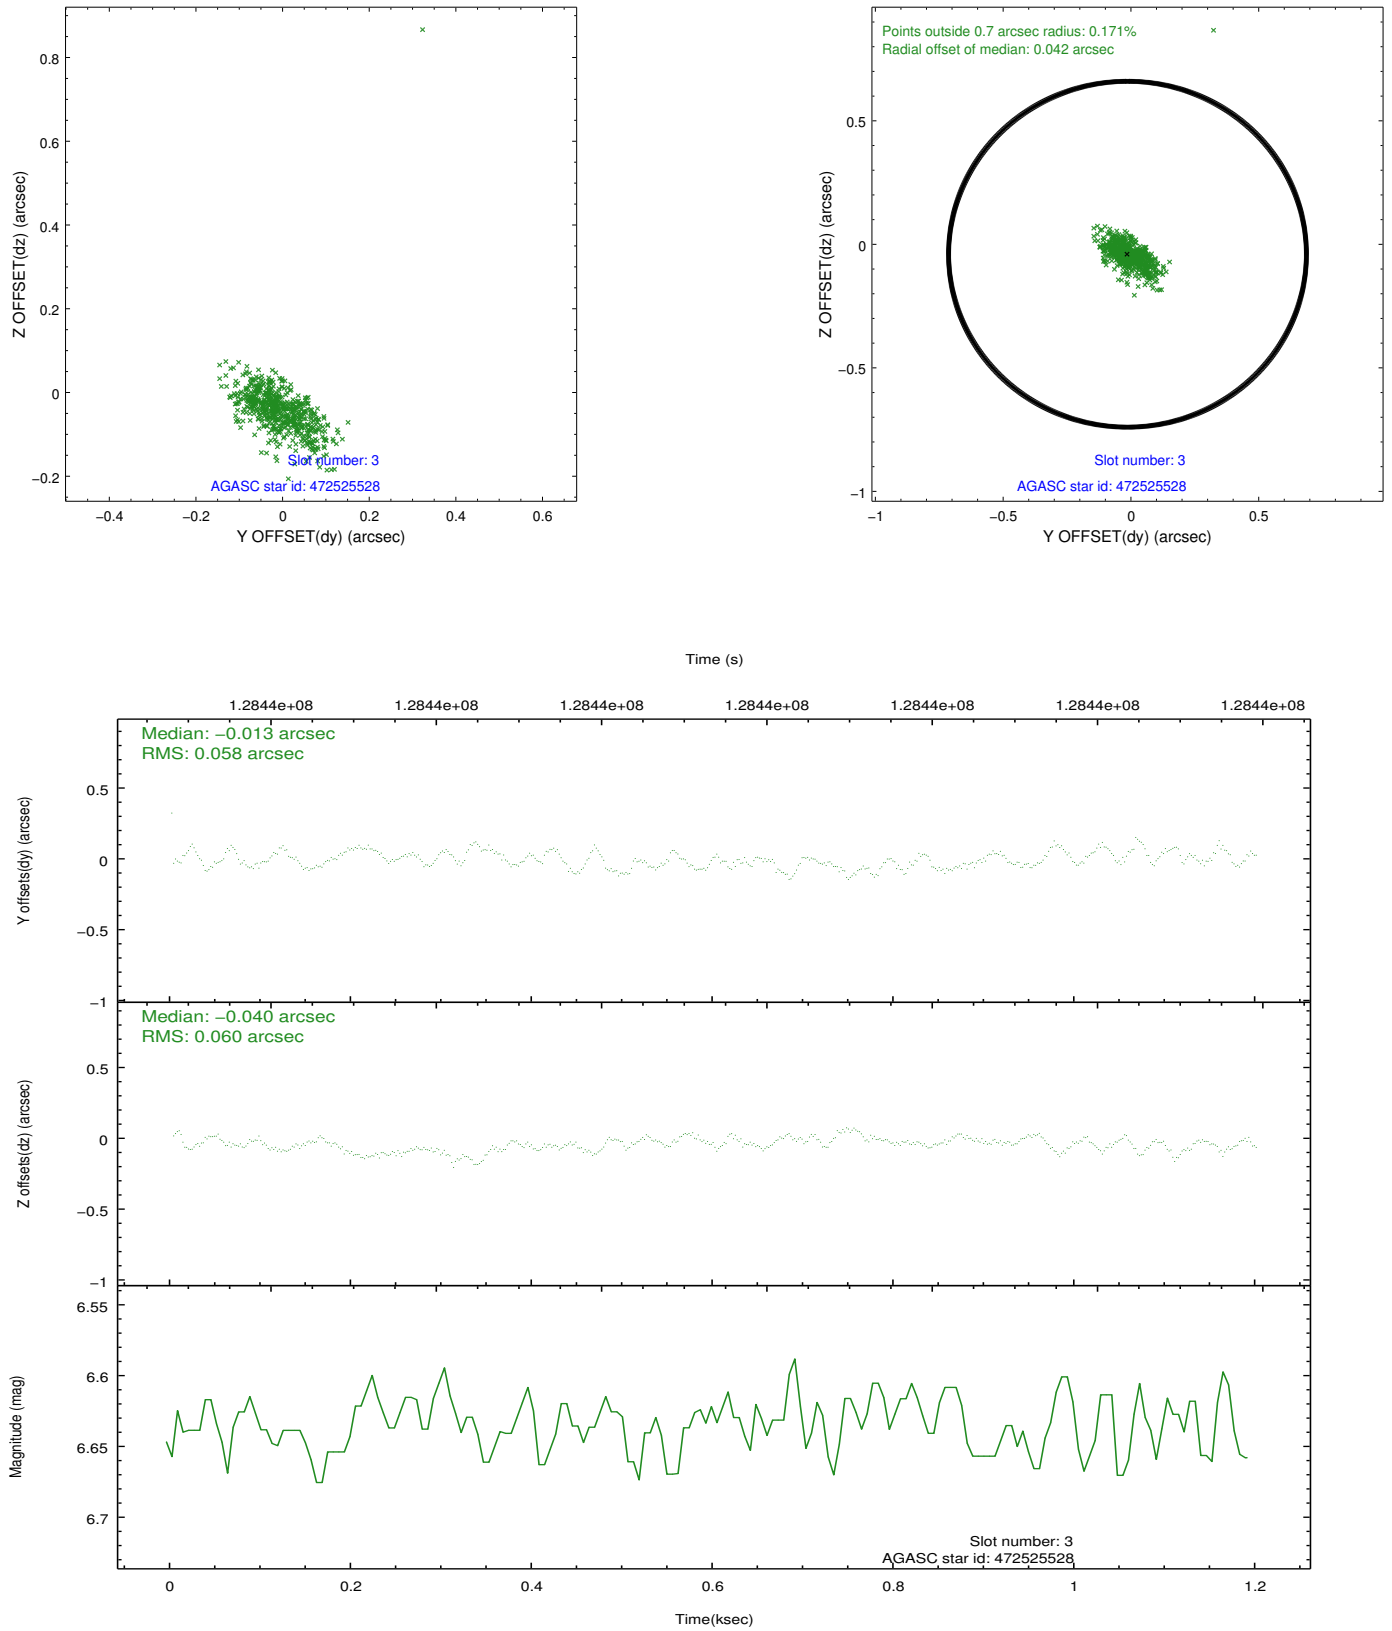 Z OFFSET(dz) (arcsec)
0.8
0.6
0.4
0.2
0
−0.2
−0.4
−0.2
0
0.2
0.4
0.6
Slot number: 3
AGASC star id: 472525528
Y OFFSET(dy) (arcsec)
Points outside 0.7 arcsec radius: 0.171%
Radial offset of median: 0.042 arcsec
Z OFFSET(dz) (arcsec)
0.5
0
−0.5
−1
−1
−0.5
0
0.5
Slot number: 3
AGASC star id: 472525528
Y OFFSET(dy) (arcsec)
Time (s)
1.2844e+08 1.2844e+08 1.2844e+08 1.2844e+08 1.2844e+08 1.2844e+08 1.2844e+08
Median: −0.013 arcsec
RMS: 0.058 arcsec
Y offsets(dy) (arcsec)
0.5
0
−0.5
−1
Median: −0.040 arcsec
RMS: 0.060 arcsec
Z offsets(dz) (arcsec)
0.5
0
−0.5
−1
Magnitude (mag)
6.55
6.6
6.65
6.7
Slot number: 3
AGASC star id: 472525528
0 0.2 0.4 0.6 0.8 1 1.2
Time(ksec)